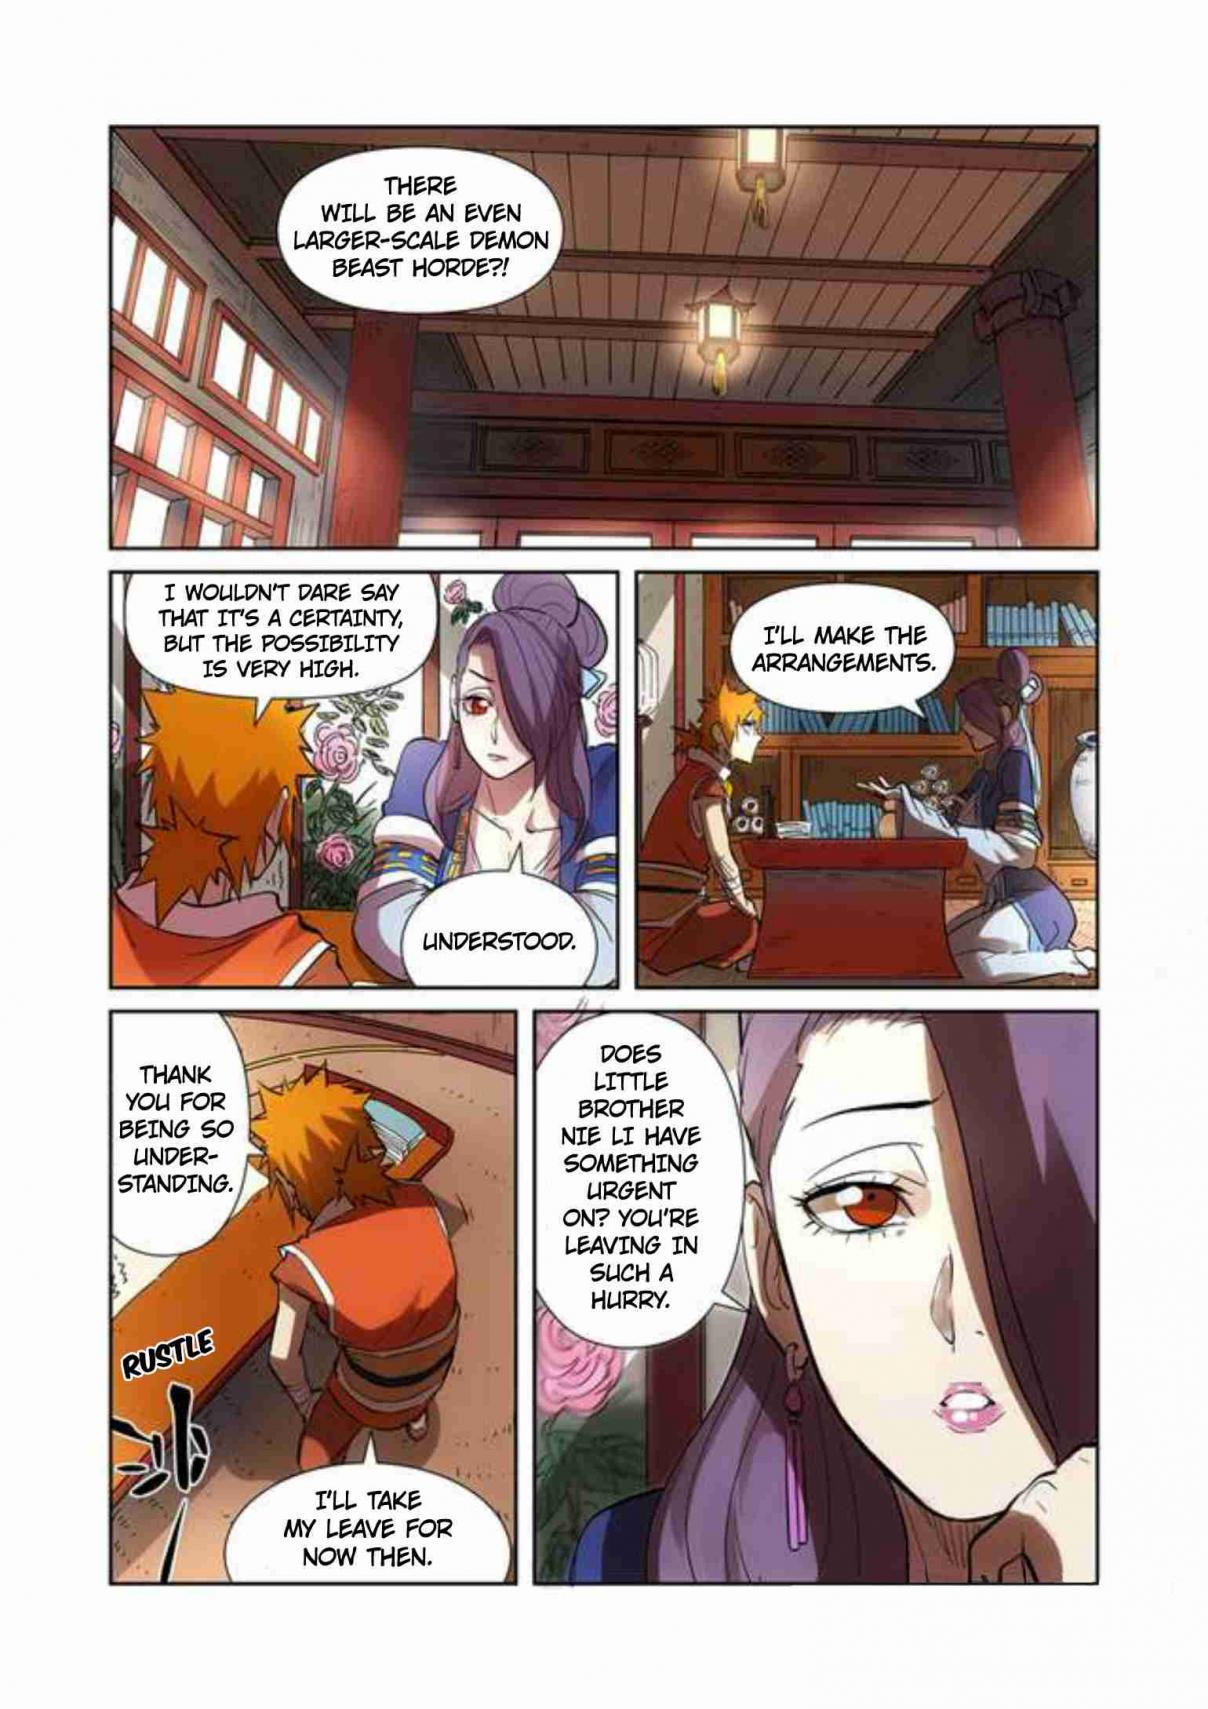 THERE
WILL BE AN EVEN
LARGER-SCALE DEMON
BEAST HORDE?!
I WOULDN'T DARE SAY
THAT IT'S A CERTAINTY,
BUT THE POSSIBILITY
IS VERY HIGH.
UNDERSTOOD.
I'LL MAKE THE
ARRANGEMENTS.
THANK
YOU FOR
BEING SO
UNDER-
STANDING.
RUSTLE
I'LL TAKE
MY LEAVE FOR
NOW THEN.
DOES
LITTLE
BROTHER
NIE LI HAVE
SOMETHING
URGENT
ON? YOU'RE
LEAVING IN
SUCH A
HURRY.